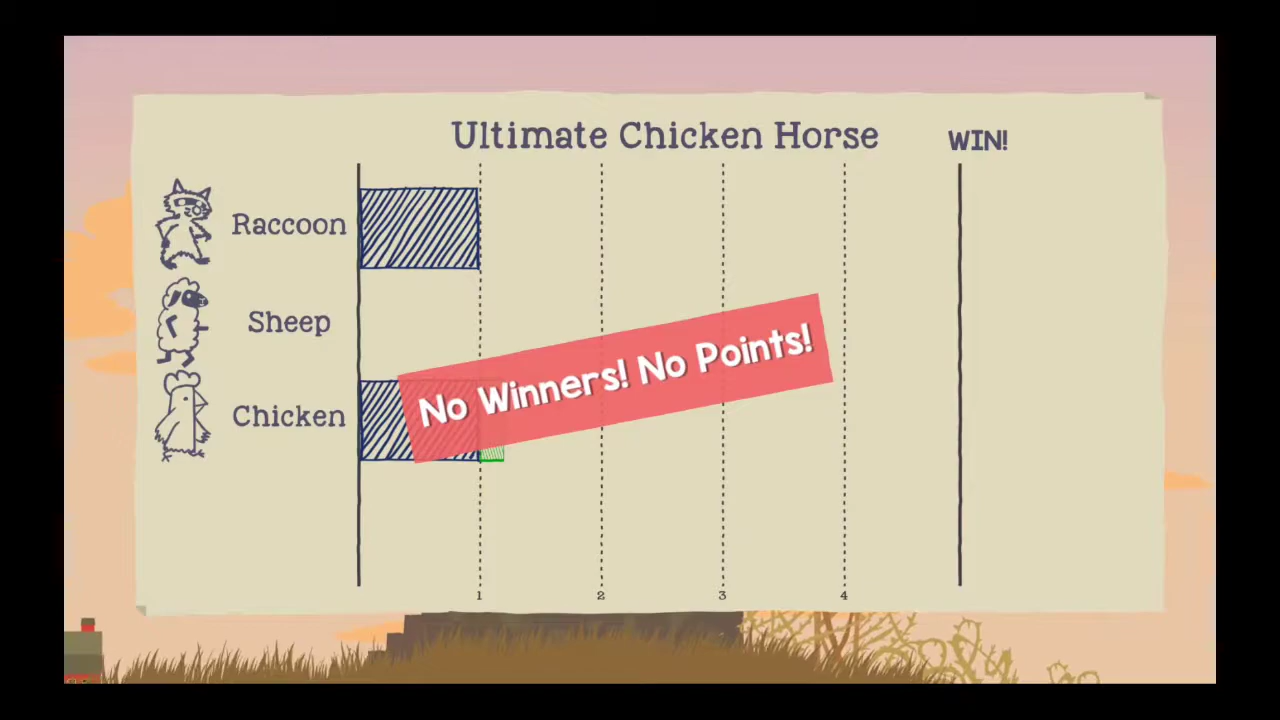 Ultimate Chicken Horse
WIN!
Raccoon
Sheep
No Winners! No Points!
Chicken
1 2 3 4